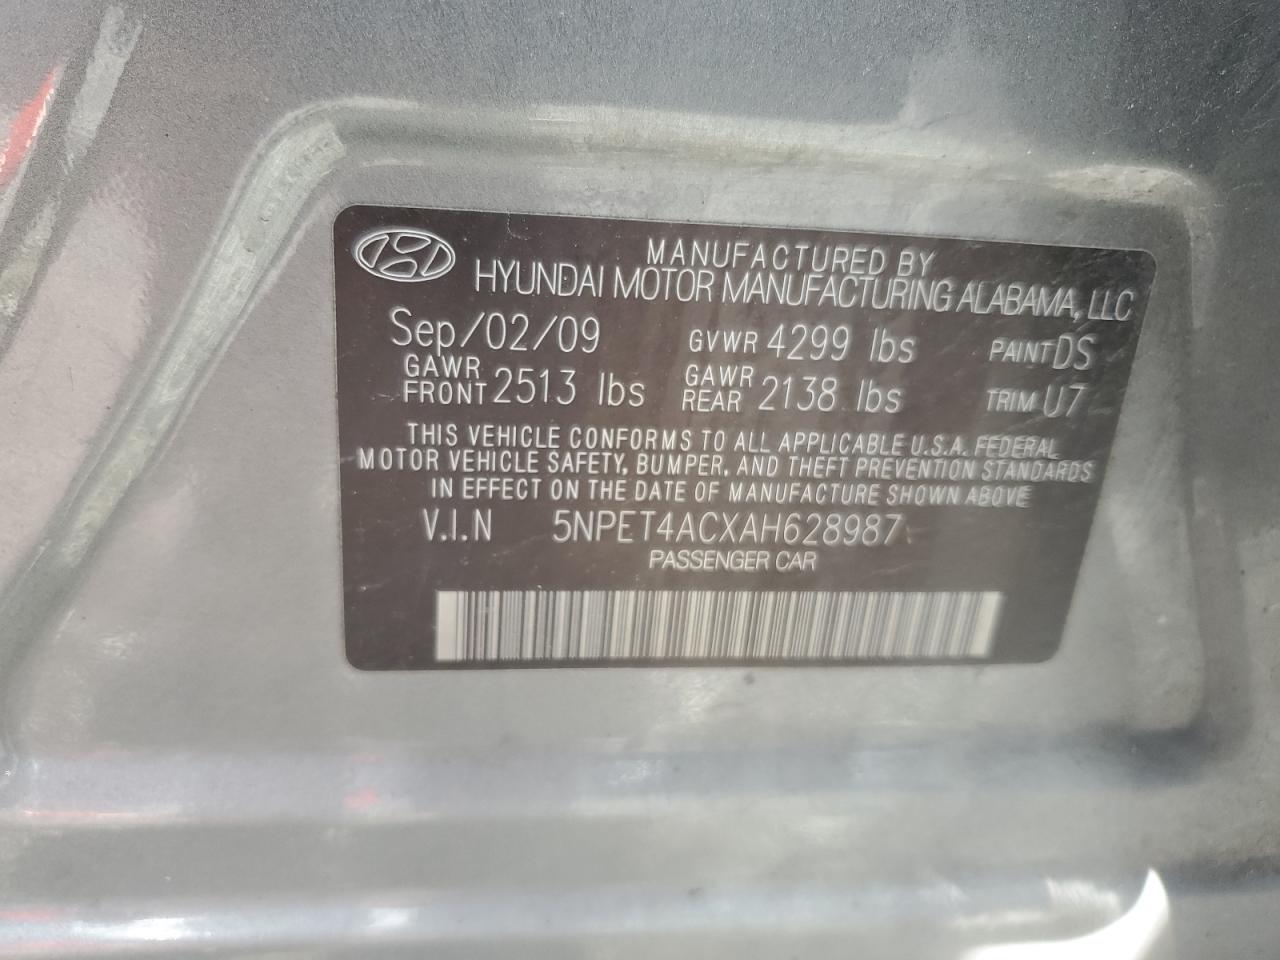 MANUFACTURED BY
HYUNDAI MOTOR MANUFACTURING ALABAMA, LLC
Sep/02/09 GVWR 4299 lbs PAINT DS
GAWR FRONT 2513 lbs GAWR REAR 2138 lbs TRIM U7
THIS VEHICLE CONFORMS TO ALL APPLICABLE U.S.A. FEDERAL
MOTOR VEHICLE SAFETY, BUMPER, AND THEFT PREVENTION STANDARDS
IN EFFECT ON THE DATE OF MANUFACTURE SHOWN ABOVE
V.I.N 5NPET4ACXAH628987
PASSENGER CAR